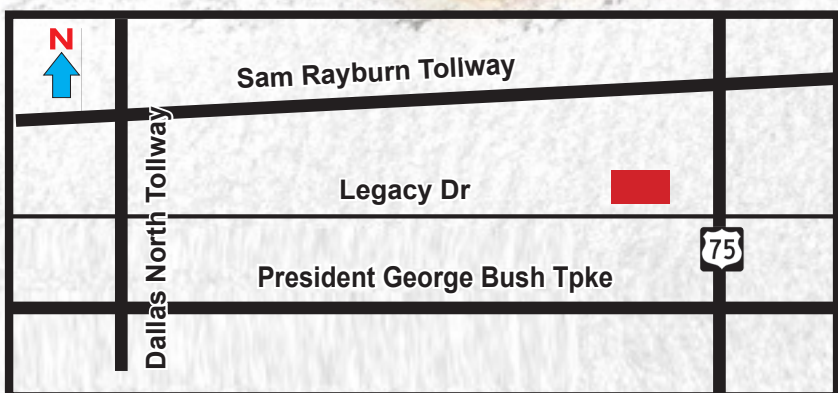 N
Sam Rayburn Tollway
Dallas North Tollway
Legacy Dr
75
President George Bush Tpke